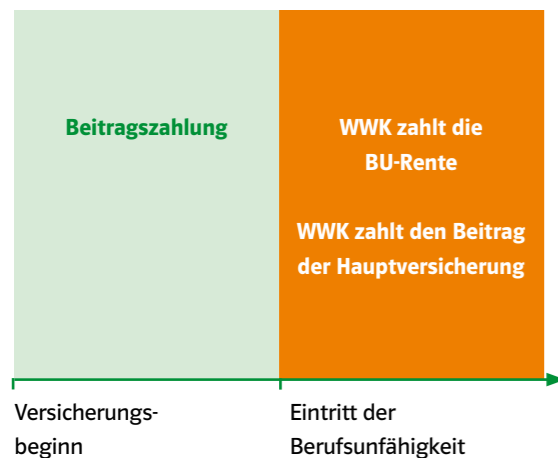 Beitragszahlung
WWK zahlt die
BU-Rente
WWK zahlt den Beitrag
der Hauptversicherung
Versicherungs-
beginn
Eintritt der
Berufsunfähigkeit